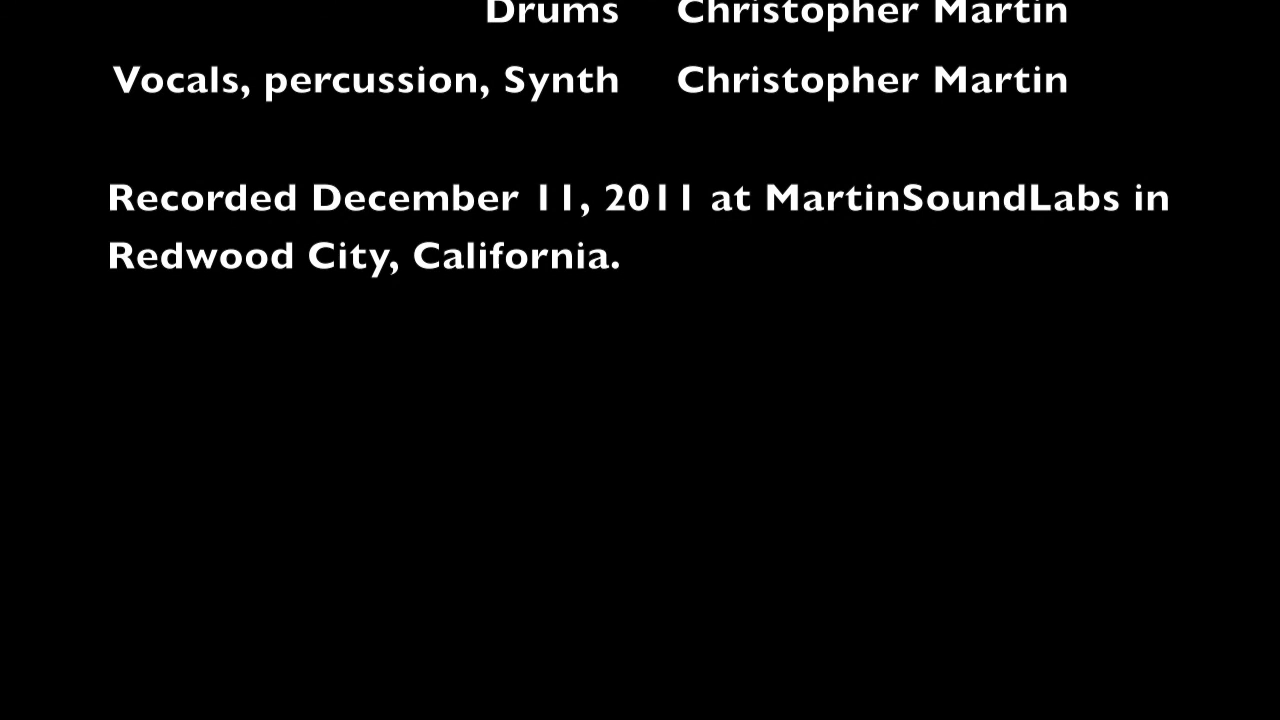 Drums Christopher Martin
Vocals, percussion, Synth Christopher Martin
Recorded December 11, 2011 at MartinSoundLabs in
Redwood City, California.